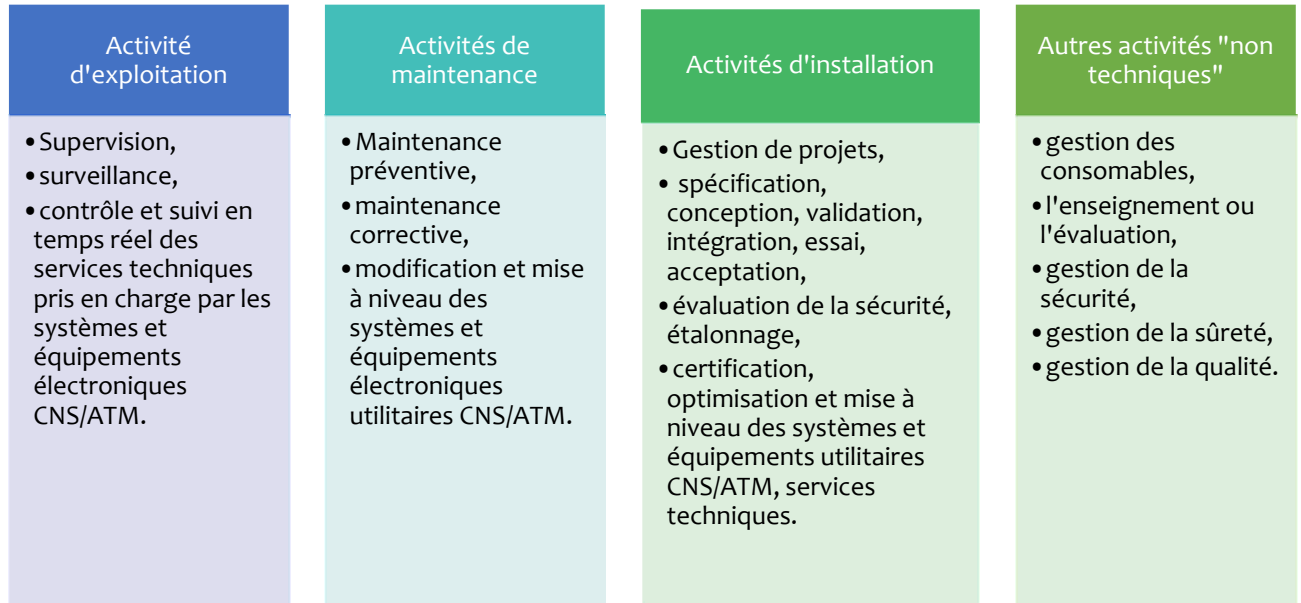 Activité
d'exploitation
•Supervision,
•surveillance,
•contrôle et suivi en
temps réel des
services techniques
pris en charge par les
systèmes et
équipements
électroniques
CNS/ATM.
Activités de
maintenance
•Maintenance
préventive,
•maintenance
corrective,
•modification et mise
à niveau des
systèmes et
équipements
électroniques
utilitaires CNS/ATM.
Activités d'installation
•Gestion de projets,
• spécification,
conception, validation,
intégration, essai,
acceptation,
•évaluation de la sécurité,
étalonnage,
•certification,
optimisation et mise à
niveau des systèmes et
équipements utilitaires
CNS/ATM, services
techniques.
Autres activités "non
techniques"
•gestion des
consomables,
•l'enseignement ou
l'évaluation,
•gestion de la
sécurité,
•gestion de la sûreté,
•gestion de la qualité.